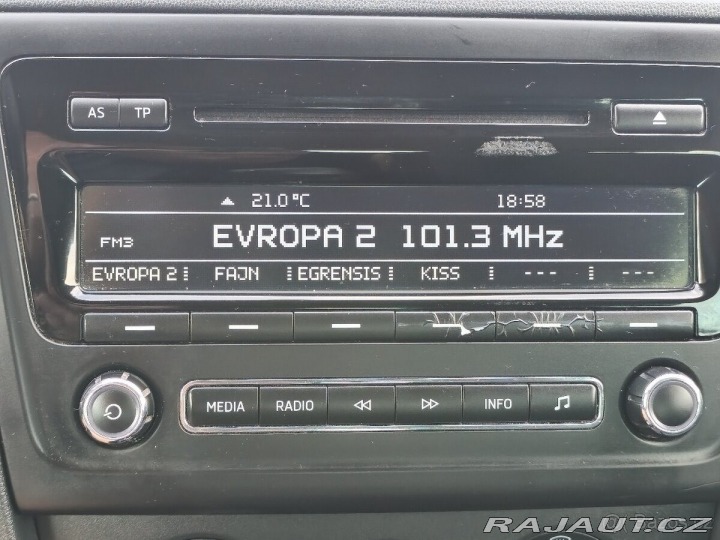 AS TP
21.0 °C 18:58
FM3 EVROPA 2 101.3 MHz
EVROPA 2 FAJN EGRENSIS KISS --- ---
MEDIA RADIO INFO
RAJAUT.CZ